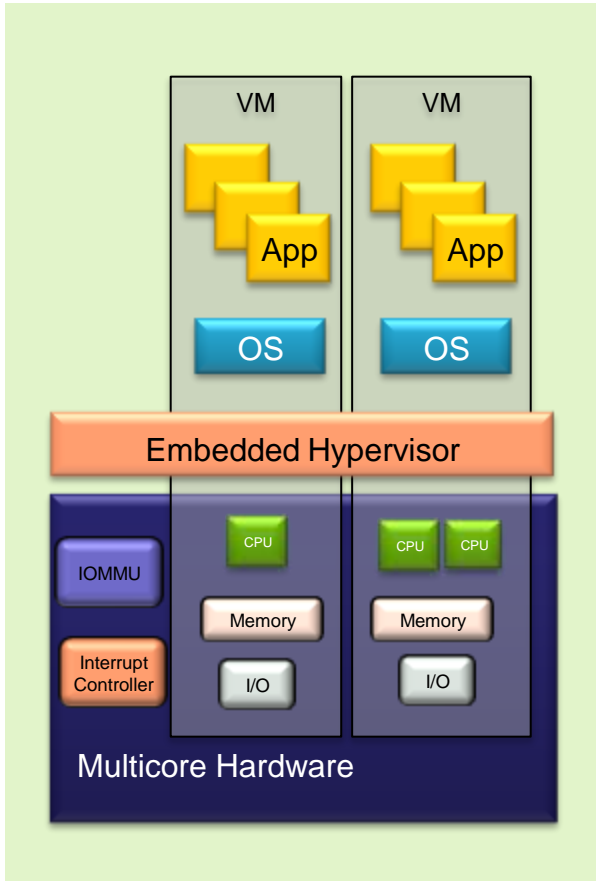 VM
VM
App
App
OS
OS
Embedded Hypervisor
CPU
CPU
CPU
IOMMU
Memory
Memory
Interrupt
Controller
I/O
I/O
Multicore Hardware